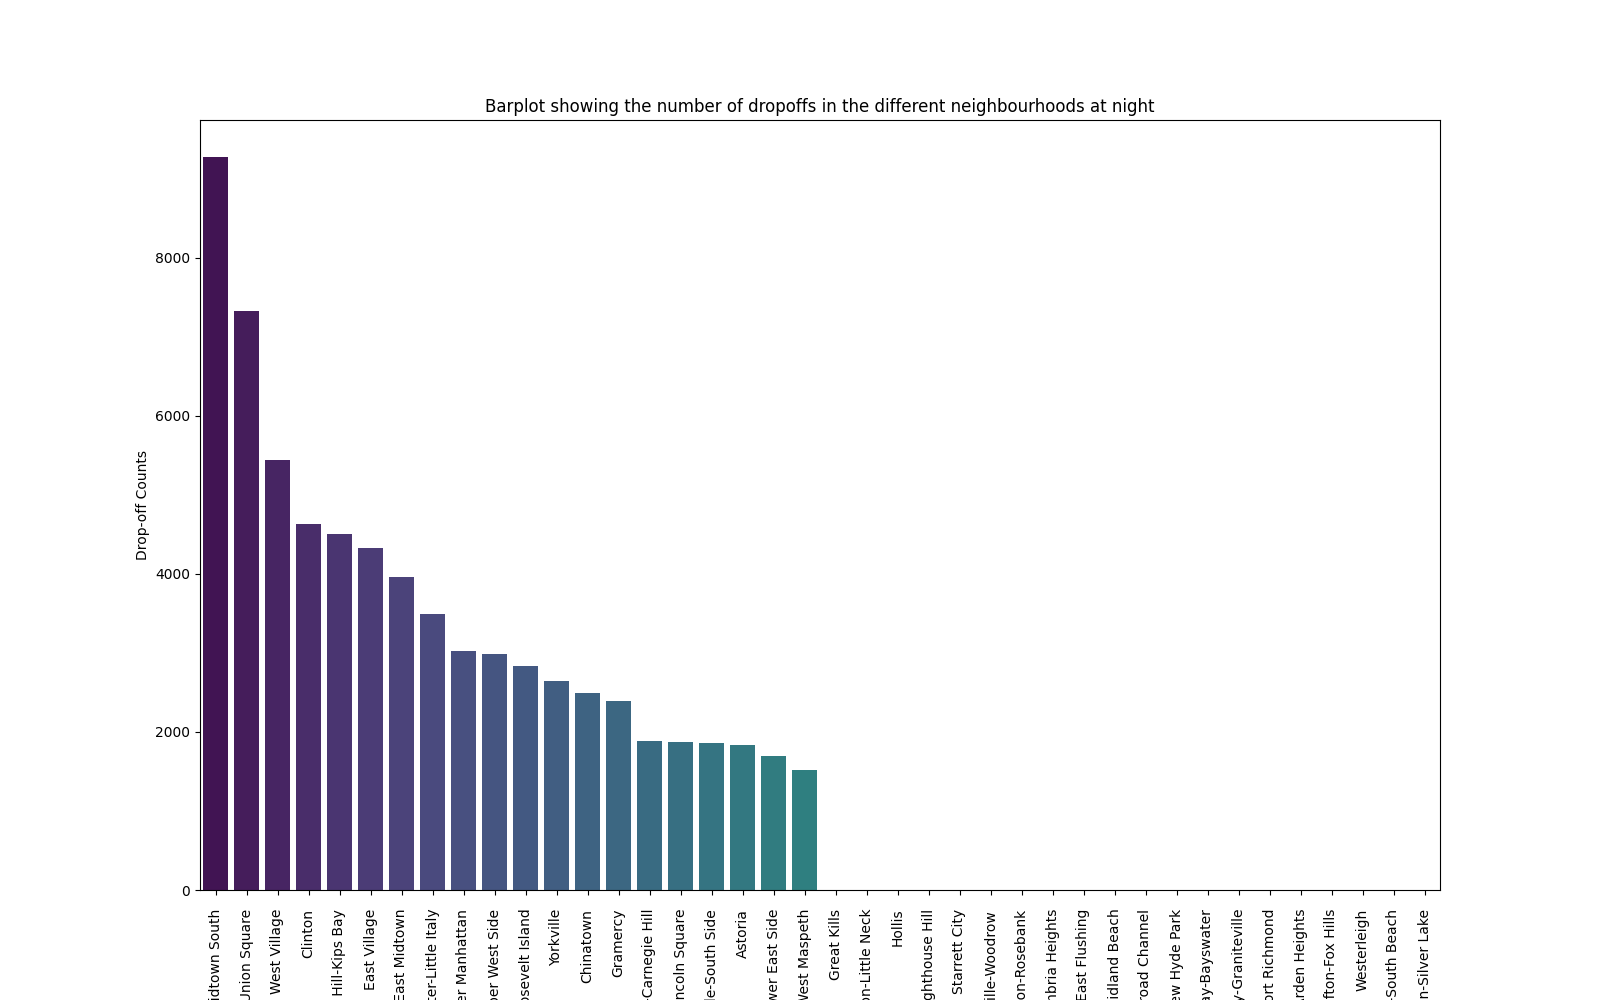 Barplot showing the number of dropoffs in the different neighbourhoods at night
8000
6000
4000
2000
0
Drop-off Counts
idtown South
Union Square
West Village
Clinton
Hill-Kips Bay
East Village
East Midtown
ter-Little Italy
er Manhattan
per West Side
osevelt Island
Yorkville
Chinatown
Gramercy
-Carnegie Hill
ncoln Square
le-South Side
Astoria
wer East Side
West Maspeth
Great Kills
on-Little Neck
Hollis
ghthouse Hill
Starrett City
ille-Woodrow
on-Rosebank
mbria Heights
East Flushing
idland Beach
road Channel
ew Hyde Park
ay-Bayswater
y-Graniteville
ort Richmond
rden Heights
fton-Fox Hills
Westerleigh
-South Beach
n-Silver Lake